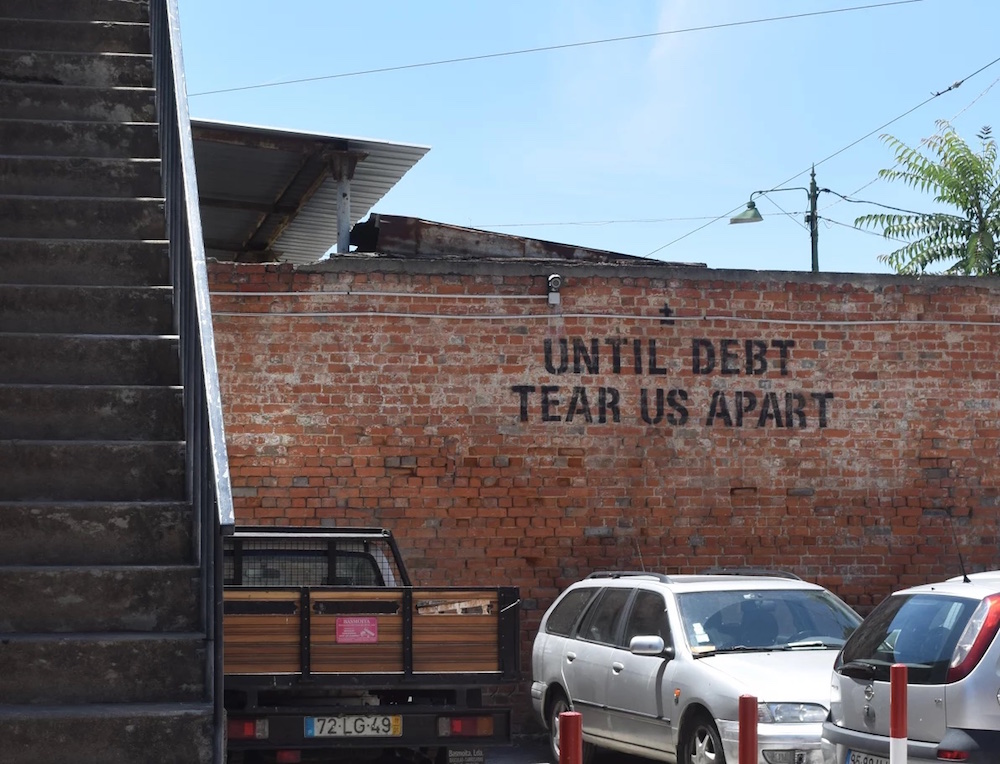 UNTIL DEBT
TEAR US APART
72-LG-49